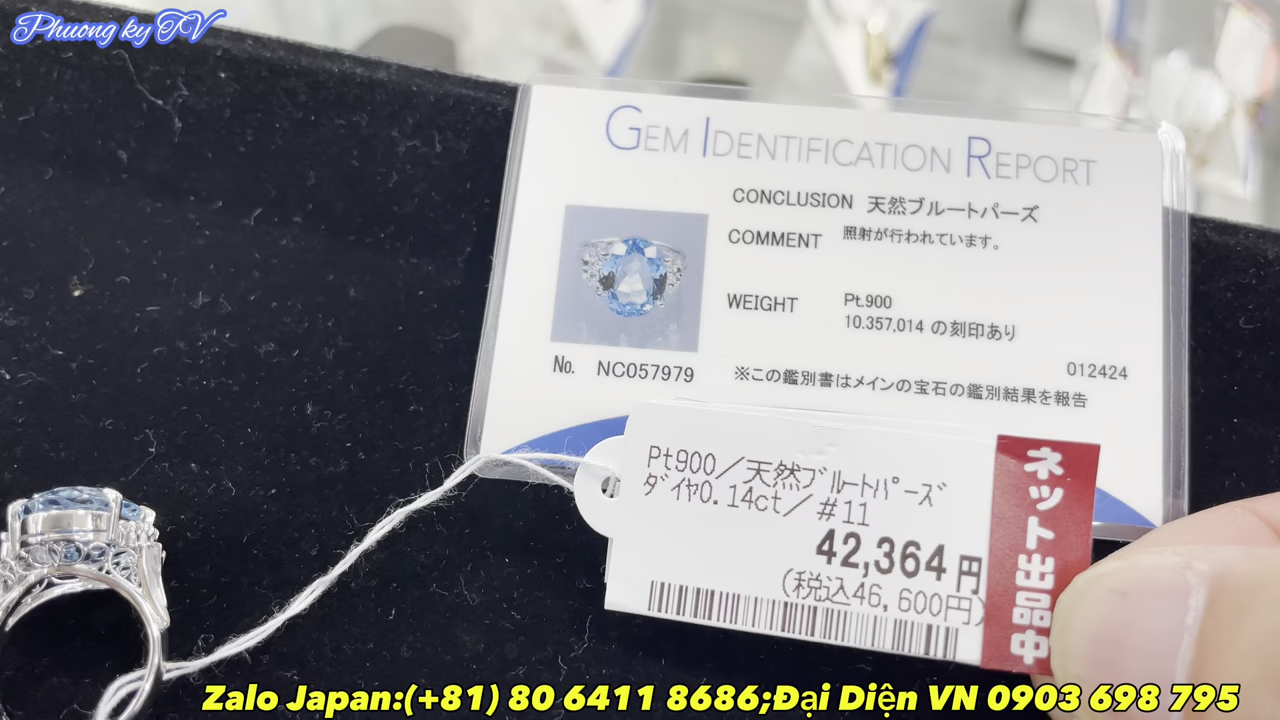 Phuong ky TV
GEM IDENTIFICATION REPORT
CONCLUSION 天然ブルートパーズ
COMMENT 照射が行われています。
WEIGHT Pt.900
10.357,014 の刻印あり
No. NC057979
012424
※この鑑別書はメインの宝石の鑑別結果を報告
Pt900/天然ブルートパーズ
ダイヤ0.14ct/#11
42,364円
(税込46,600円)
ネット出品中
Zalo Japan:(+81) 80 6411 8686;Đại Diện VN 0903 698 795